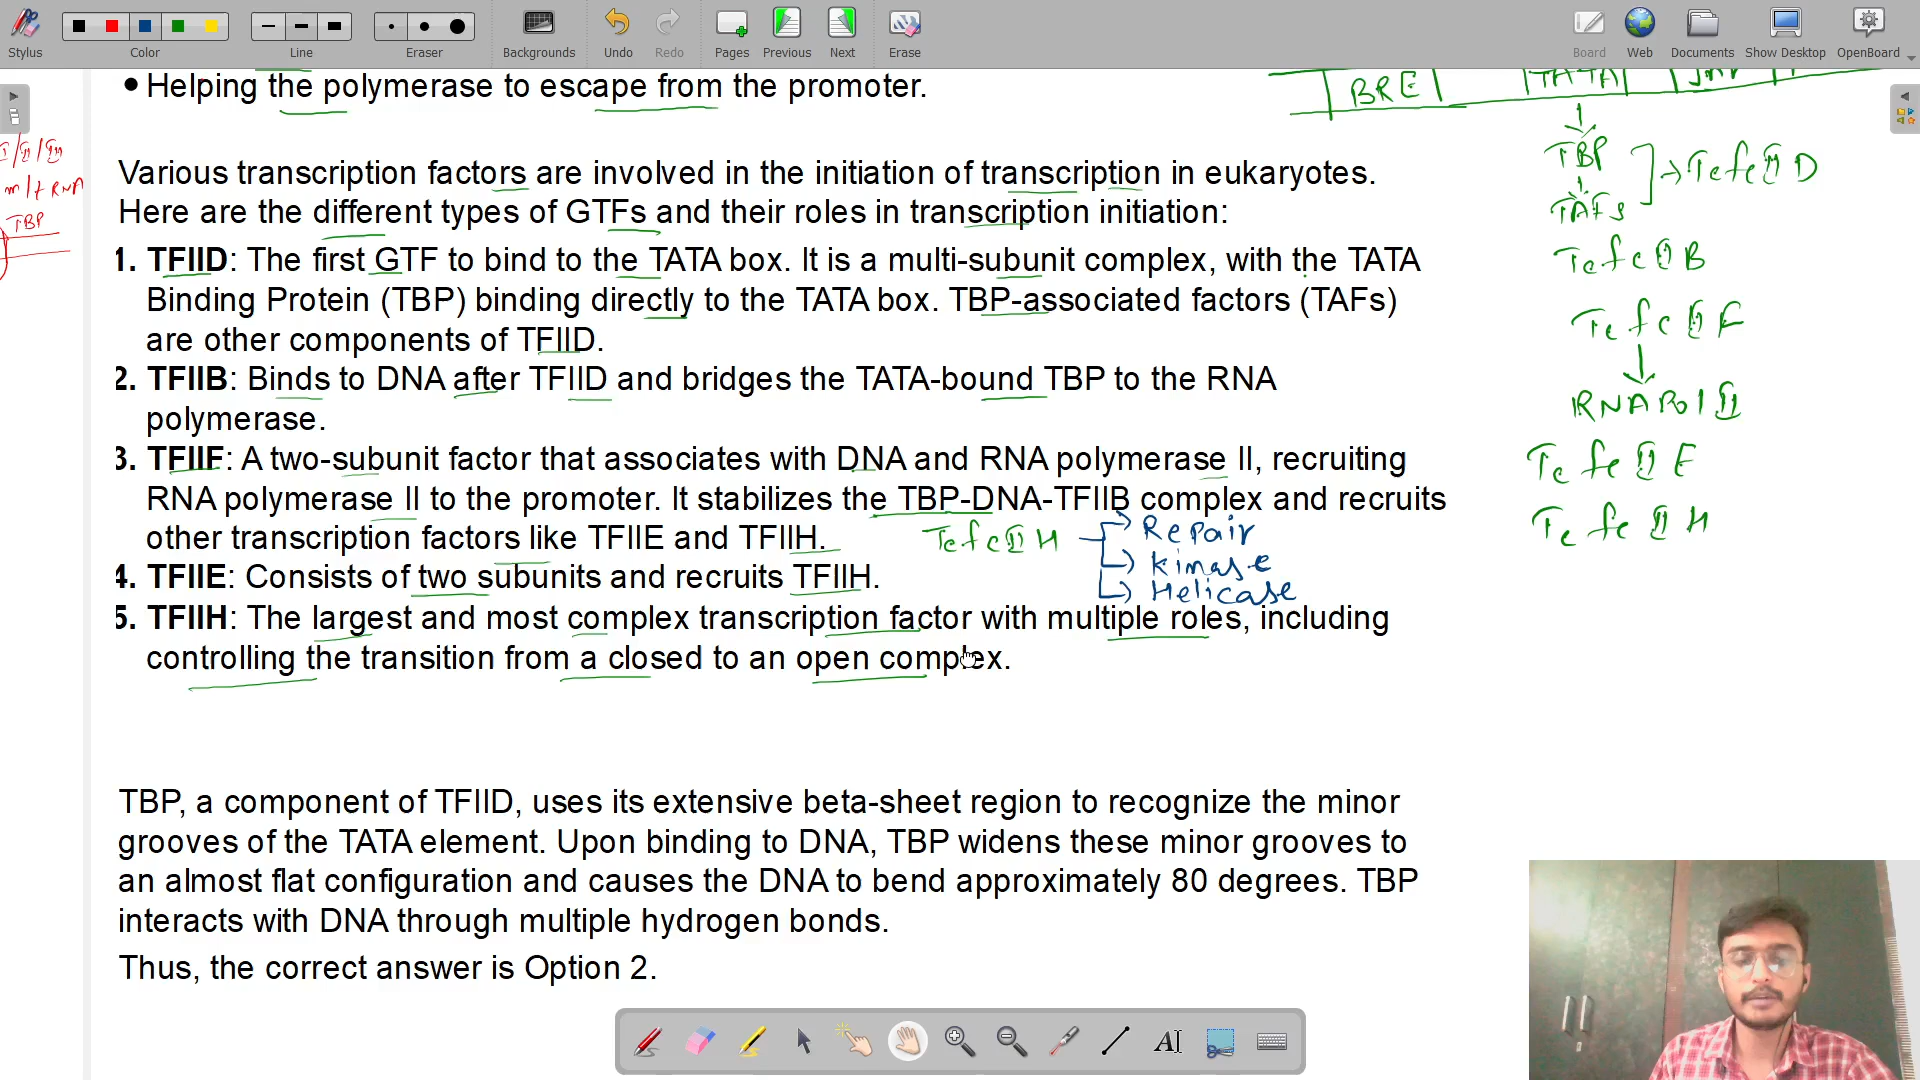 Stylus
Color
Line
Eraser
Backgrounds
Undo
Redo
Pages
Previous
Next
Erase
Board
Web
Documents
Show Desktop
OpenBoard
• Helping the polymerase to escape from the promoter.
BRE
TATA
TBP
TAFs
Tcfc II D
Various transcription factors are involved in the initiation of transcription in eukaryotes.
Here are the different types of GTFs and their roles in transcription initiation:
1. TFIID: The first GTF to bind to the TATA box. It is a multi-subunit complex, with the TATA
Binding Protein (TBP) binding directly to the TATA box. TBP-associated factors (TAFs)
are other components of TFIID.
2. TFIIB: Binds to DNA after TFIID and bridges the TATA-bound TBP to the RNA
polymerase.
3. TFIIF: A two-subunit factor that associates with DNA and RNA polymerase II, recruiting
RNA polymerase II to the promoter. It stabilizes the TBP-DNA-TFIIB complex and recruits
other transcription factors like TFIIE and TFIIH.
4. TFIIE: Consists of two subunits and recruits TFIIH.
5. TFIIH: The largest and most complex transcription factor with multiple roles, including
controlling the transition from a closed to an open complex.
Tcfc II H
Repair
Kinase
Helicase
Tcfc II B
Tcfc II F
RNA Pol II
Tcfc II E
Tcfc II H
I/II/III
m/t RNA
TBP
TBP, a component of TFIID, uses its extensive beta-sheet region to recognize the minor
grooves of the TATA element. Upon binding to DNA, TBP widens these minor grooves to
an almost flat configuration and causes the DNA to bend approximately 80 degrees. TBP
interacts with DNA through multiple hydrogen bonds.
Thus, the correct answer is Option 2.